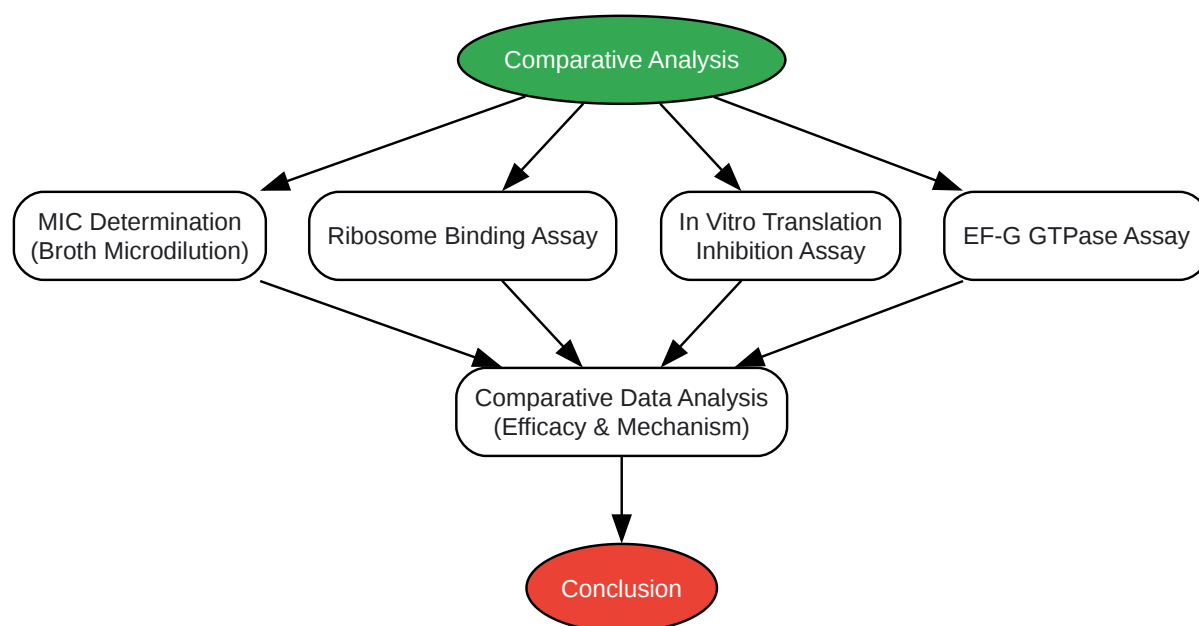 Comparative Analysis
MIC Determination
(Broth Microdilution)
Ribosome Binding Assay
In Vitro Translation
Inhibition Assay
EF-G GTPase Assay
Comparative Data Analysis
(Efficacy & Mechanism)
Conclusion